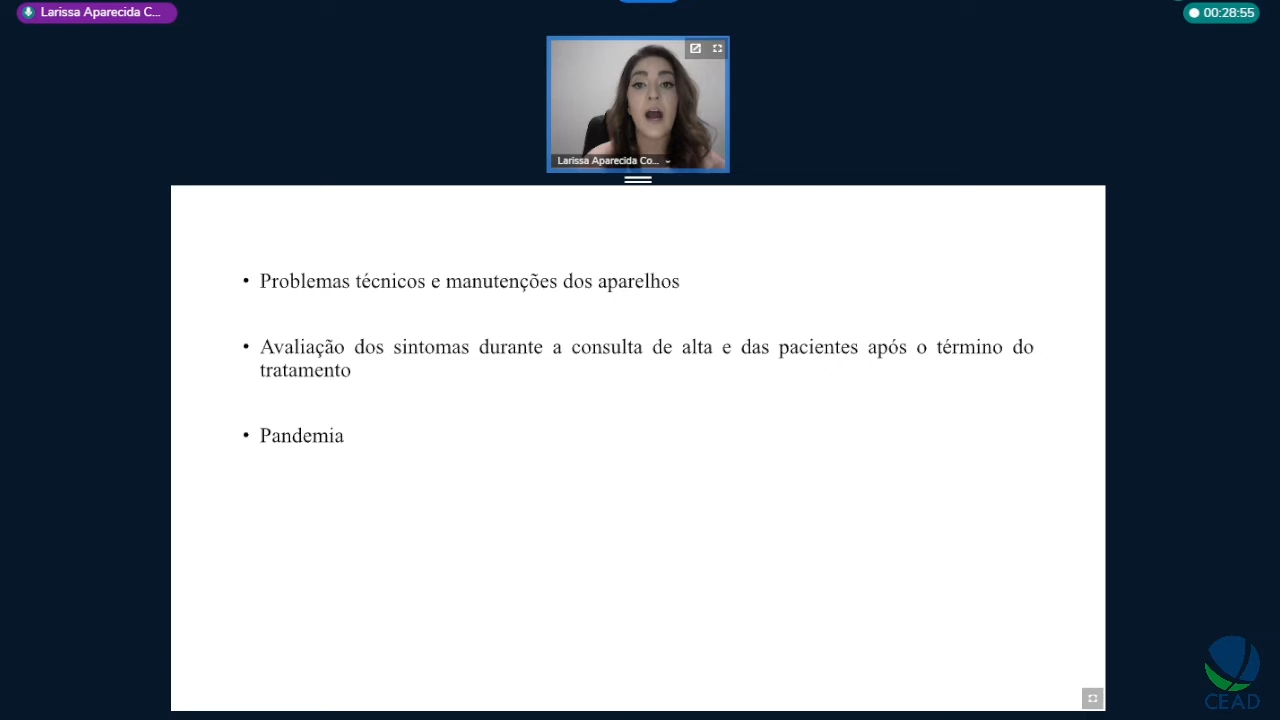 Larissa Aparecida C...
00:28:55
Larissa Aparecida Co...
• Problemas técnicos e manutenções dos aparelhos
• Avaliação dos sintomas durante a consulta de alta e das pacientes após o término do
tratamento
• Pandemia
CEAD